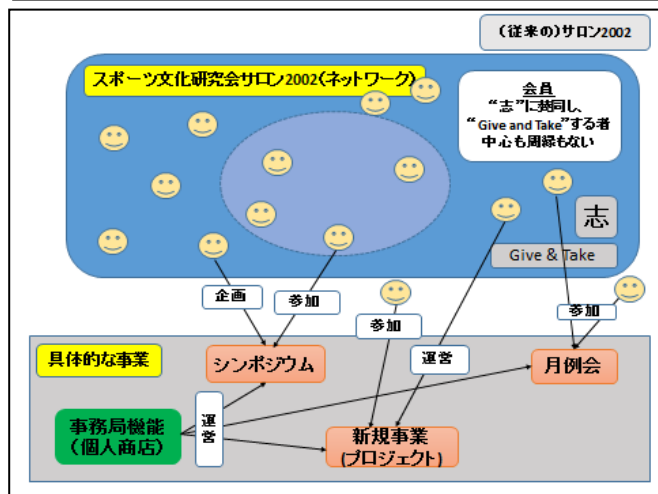 (従来の)サロン2002
スポーツ文化研究会サロン2002(ネットワーク)
会員
“志”に共同し、
“Give and Take”する者
中心も周縁もない
志
Give & Take
企画
参加
参加
運営
参加
具体的な事業
シンポジウム
月例会
事務局機能
(個人商店)
運営
新規事業
(プロジェクト)